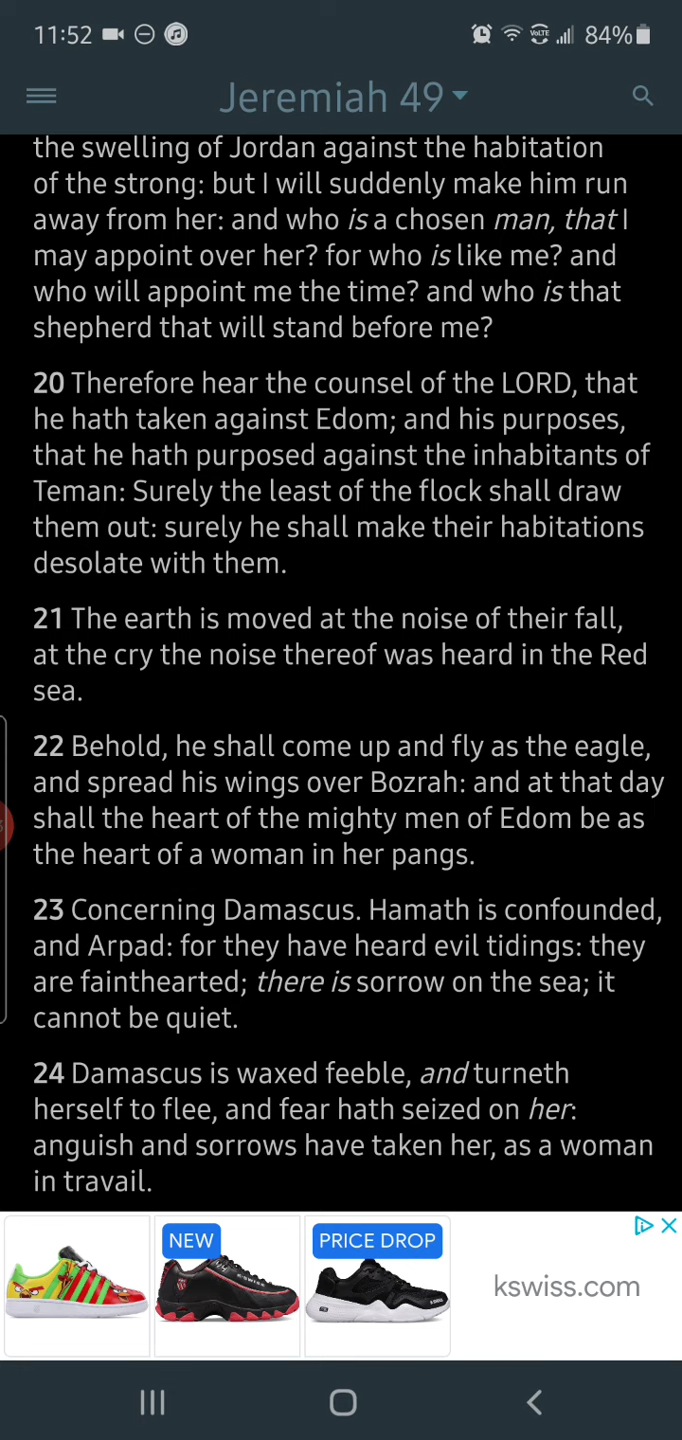 11:52
VoLTE
84%
Jeremiah 49
the swelling of Jordan against the habitation
of the strong: but I will suddenly make him run
away from her: and who is a chosen man, that I
may appoint over her? for who is like me? and
who will appoint me the time? and who is that
shepherd that will stand before me?
20 Therefore hear the counsel of the LORD, that
he hath taken against Edom; and his purposes,
that he hath purposed against the inhabitants of
Teman: Surely the least of the flock shall draw
them out: surely he shall make their habitations
desolate with them.
21 The earth is moved at the noise of their fall,
at the cry the noise thereof was heard in the Red
sea.
22 Behold, he shall come up and fly as the eagle,
and spread his wings over Bozrah: and at that day
shall the heart of the mighty men of Edom be as
the heart of a woman in her pangs.
23 Concerning Damascus. Hamath is confounded,
and Arpad: for they have heard evil tidings: they
are fainthearted; there is sorrow on the sea; it
cannot be quiet.
24 Damascus is waxed feeble, and turneth
herself to flee, and fear hath seized on her:
anguish and sorrows have taken her, as a woman
in travail.
NEW
PRICE DROP
kswiss.com